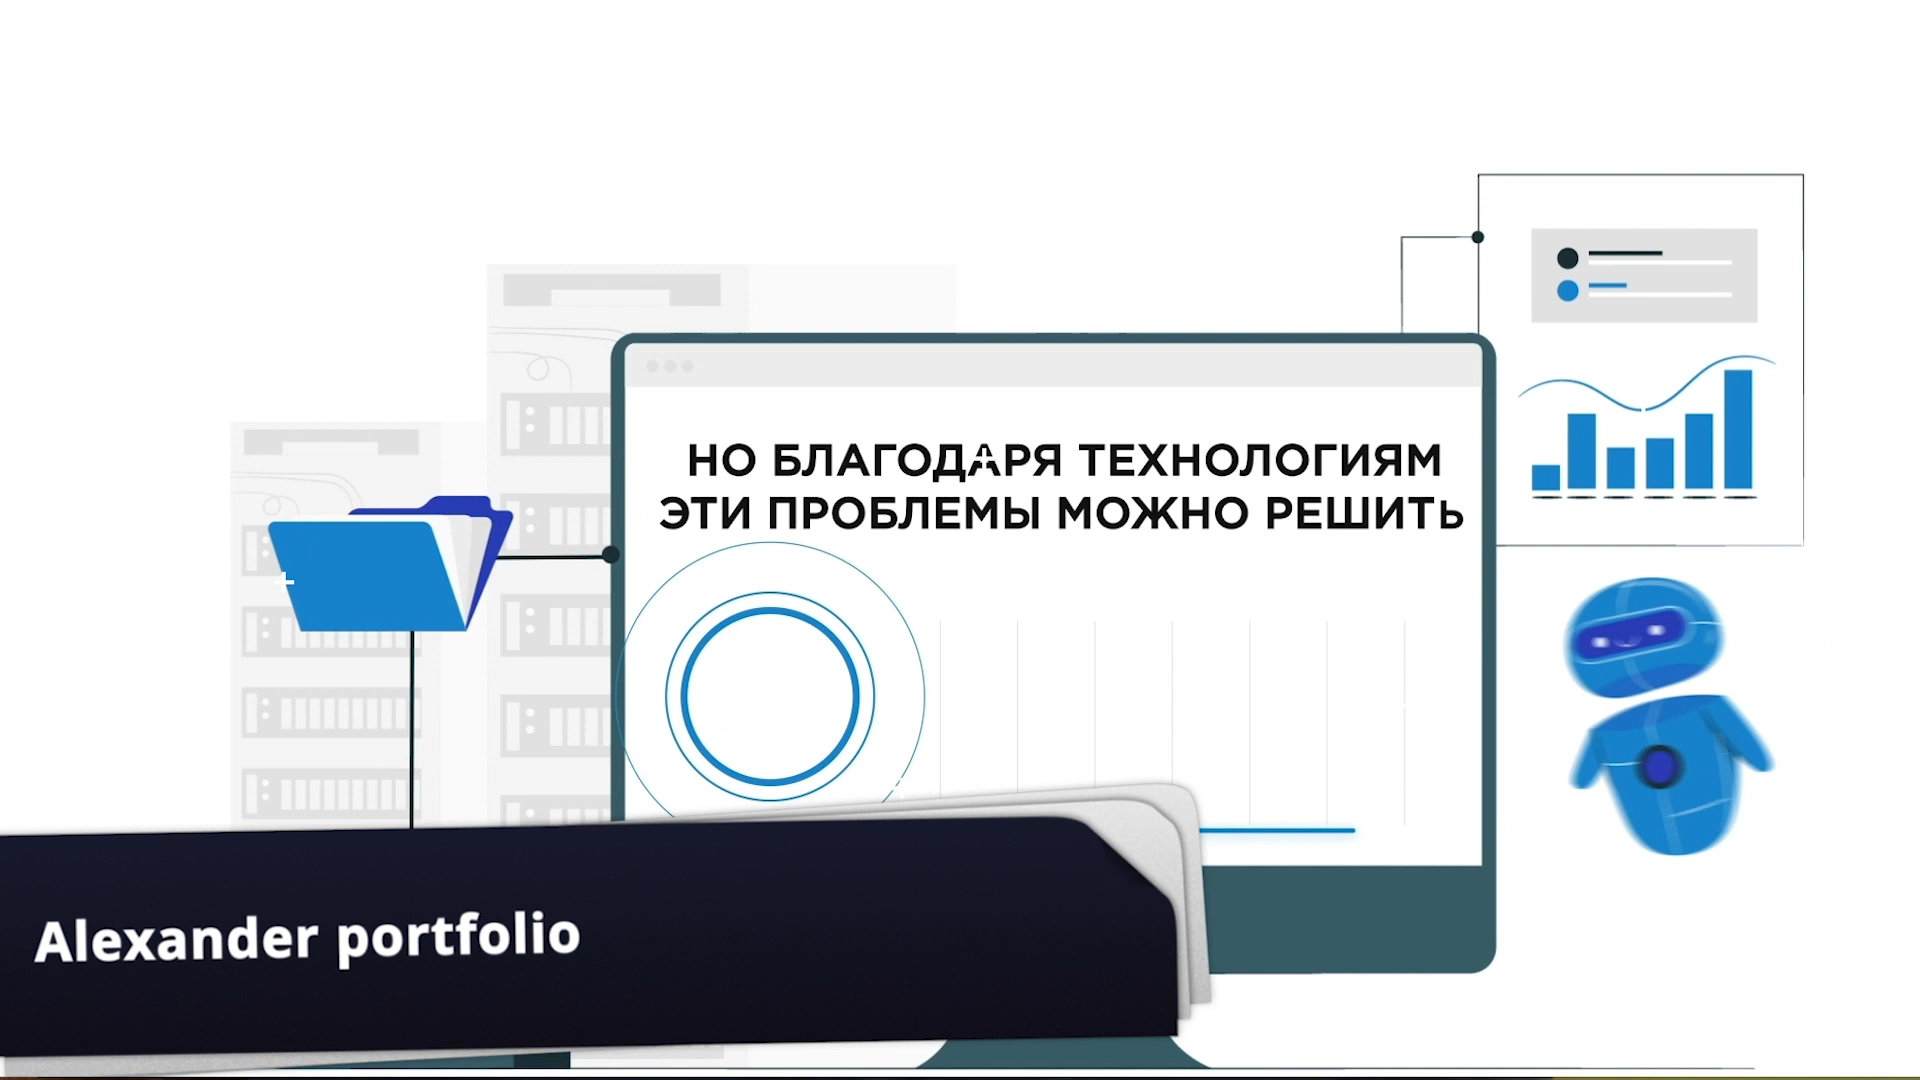 НО БЛАГОДАРЯ ТЕХНОЛОГИЯМ
ЭТИ ПРОБЛЕМЫ МОЖНО РЕШИТЬ
Alexander portfolio